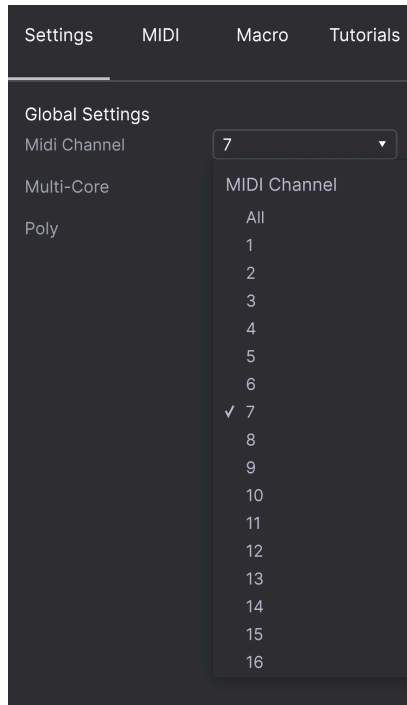 Settings MIDI Macro Tutorials
Global Settings
Midi Channel 7
Multi-Core
Poly
MIDI Channel
All
1
2
3
4
5
6
✓ 7
8
9
10
11
12
13
14
15
16